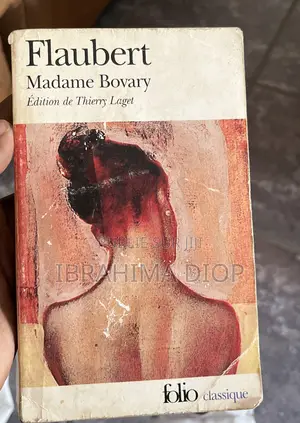 Flaubert
Madame Bovary
Édition de Thierry Laget
IBRAHIMA DIOP
folio classique